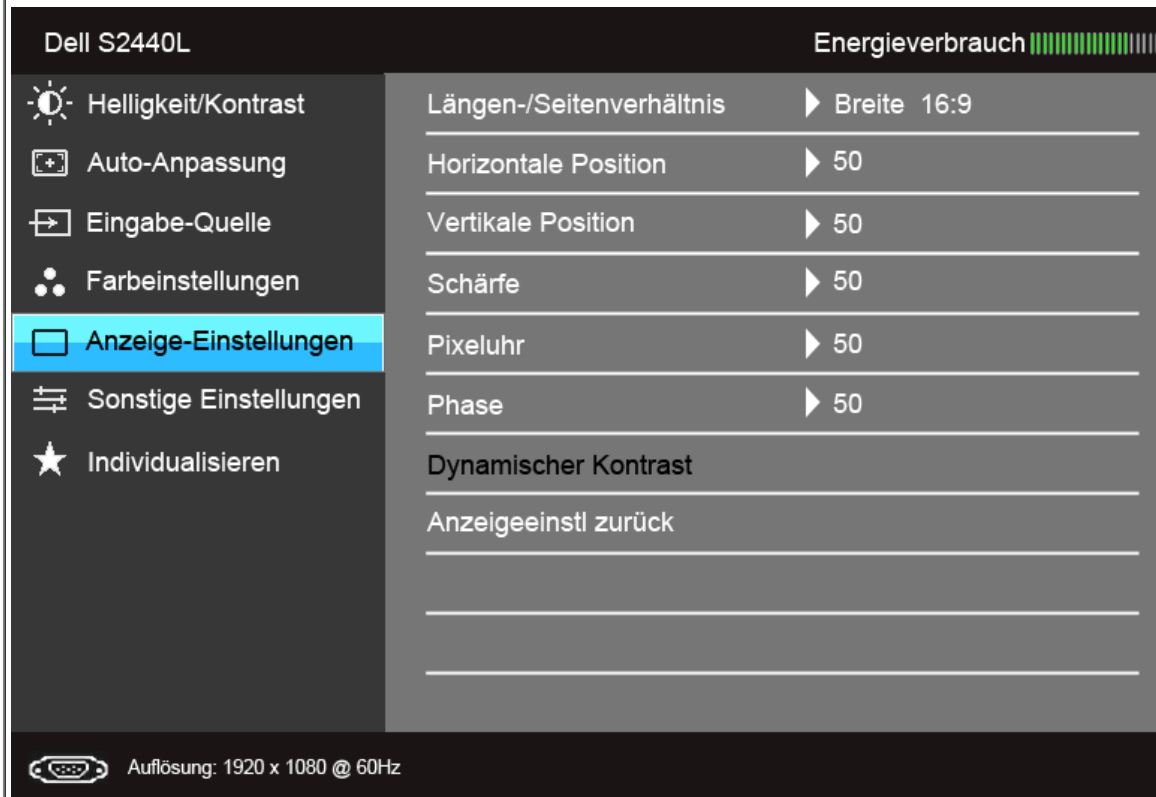 Dell S2440L Energieverbrauch
Helligkeit/Kontrast Längen-/Seitenverhältnis Breite 16:9
Auto-Anpassung Horizontale Position 50
Eingabe-Quelle Vertikale Position 50
Farbeinstellungen Schärfe 50
Anzeige-Einstellungen Pixeluhr 50
Sonstige Einstellungen Phase 50
Individualisieren Dynamischer Kontrast
Anzeigeeinstl zurück
Auflösung: 1920 x 1080 @ 60Hz